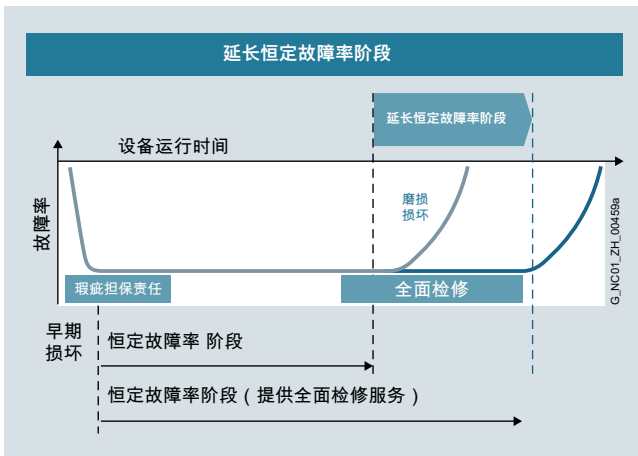 延长恒定故障率阶段
延长恒定故障率阶段
设备运行时间
故障率
磨损
损坏
瑕疵担保责任
全面检修
G_NC01_ZH_00459a
早期
损坏
恒定故障率 阶段
恒定故障率阶段（提供全面检修服务）